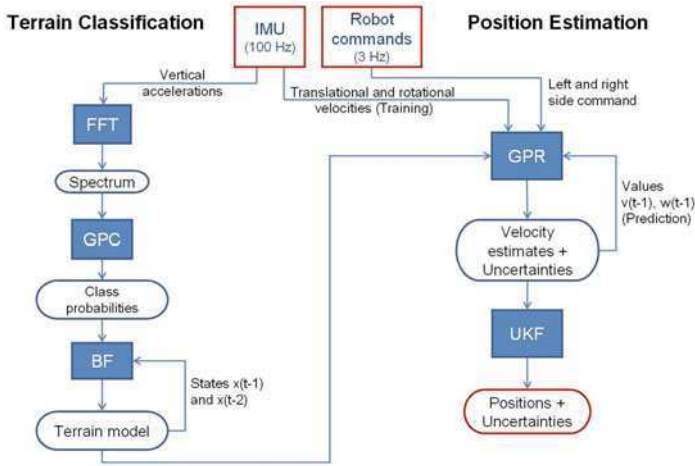 Terrain Classification
IMU
(100 Hz)
Robot
commands
(3 Hz)
Position Estimation
Vertical
accelerations
Translational and rotational
velocities (Training)
Left and right
side command
FFT
Spectrum
GPC
Class
probabilities
BF
States x(t-1)
and x(t-2)
Terrain model
GPR
Values
v(t-1), w(t-1)
(Prediction)
Velocity
estimates +
Uncertainties
UKF
Positions +
Uncertainties